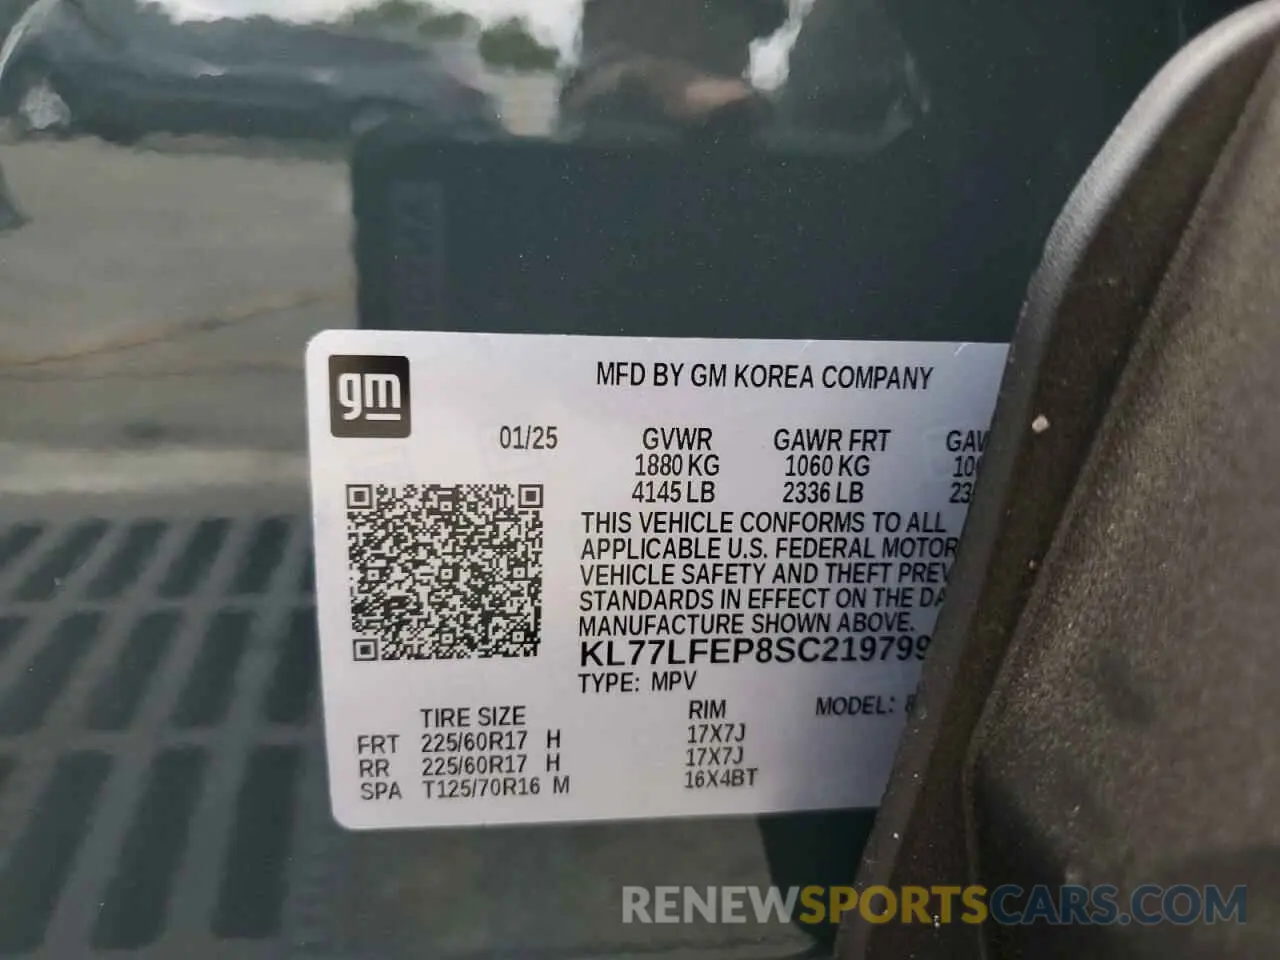 gm
MFD BY GM KOREA COMPANY
01/25 GVWR GAWR FRT
1880 KG 1060 KG
4145 LB 2336 LB
THIS VEHICLE CONFORMS TO ALL
APPLICABLE U.S. FEDERAL MOTOR
VEHICLE SAFETY AND THEFT
STANDARDS IN EFFECT ON THE
MANUFACTURE SHOWN ABOVE.
KL77LFEP8SC219799
TYPE: MPV
TIRE SIZE RIM MODEL:
FRT 225/60R17 H 17X7J
RR 225/60R17 H 17X7J
SPA T125/70R16 M 16X4BT
RENEWSPORTSCARS.COM